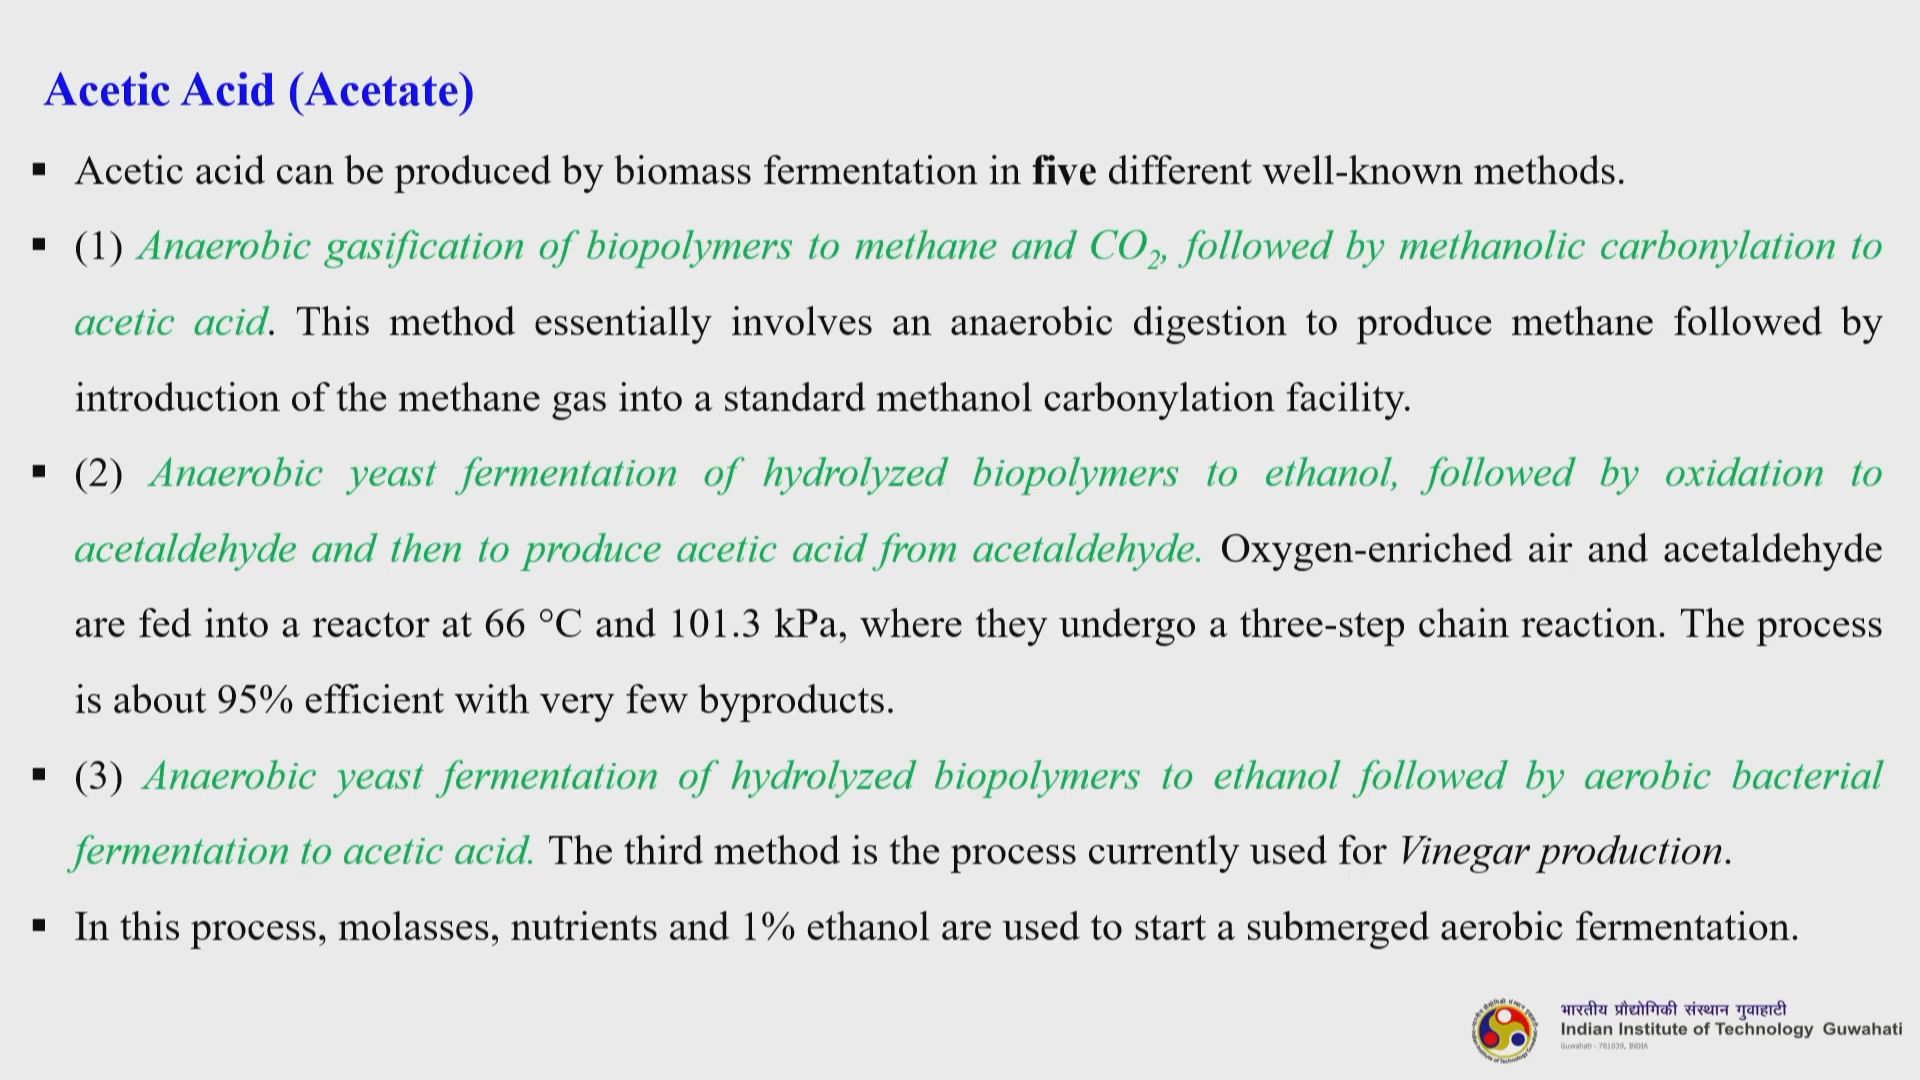 Acetic Acid (Acetate)
▪ Acetic acid can be produced by biomass fermentation in five different well-known methods.
▪ (1) Anaerobic gasification of biopolymers to methane and CO₂, followed by methanolic carbonylation to
acetic acid. This method essentially involves an anaerobic digestion to produce methane followed by
introduction of the methane gas into a standard methanol carbonylation facility.
▪ (2) Anaerobic yeast fermentation of hydrolyzed biopolymers to ethanol, followed by oxidation to
acetaldehyde and then to produce acetic acid from acetaldehyde. Oxygen-enriched air and acetaldehyde
are fed into a reactor at 66 °C and 101.3 kPa, where they undergo a three-step chain reaction. The process
is about 95% efficient with very few byproducts.
▪ (3) Anaerobic yeast fermentation of hydrolyzed biopolymers to ethanol followed by aerobic bacterial
fermentation to acetic acid. The third method is the process currently used for Vinegar production.
▪ In this process, molasses, nutrients and 1% ethanol are used to start a submerged aerobic fermentation.
भारतीय प्रौद्योगिकी संस्थान गुवाहाटी
Indian Institute of Technology Guwahati
Guwahati - 781039, INDIA